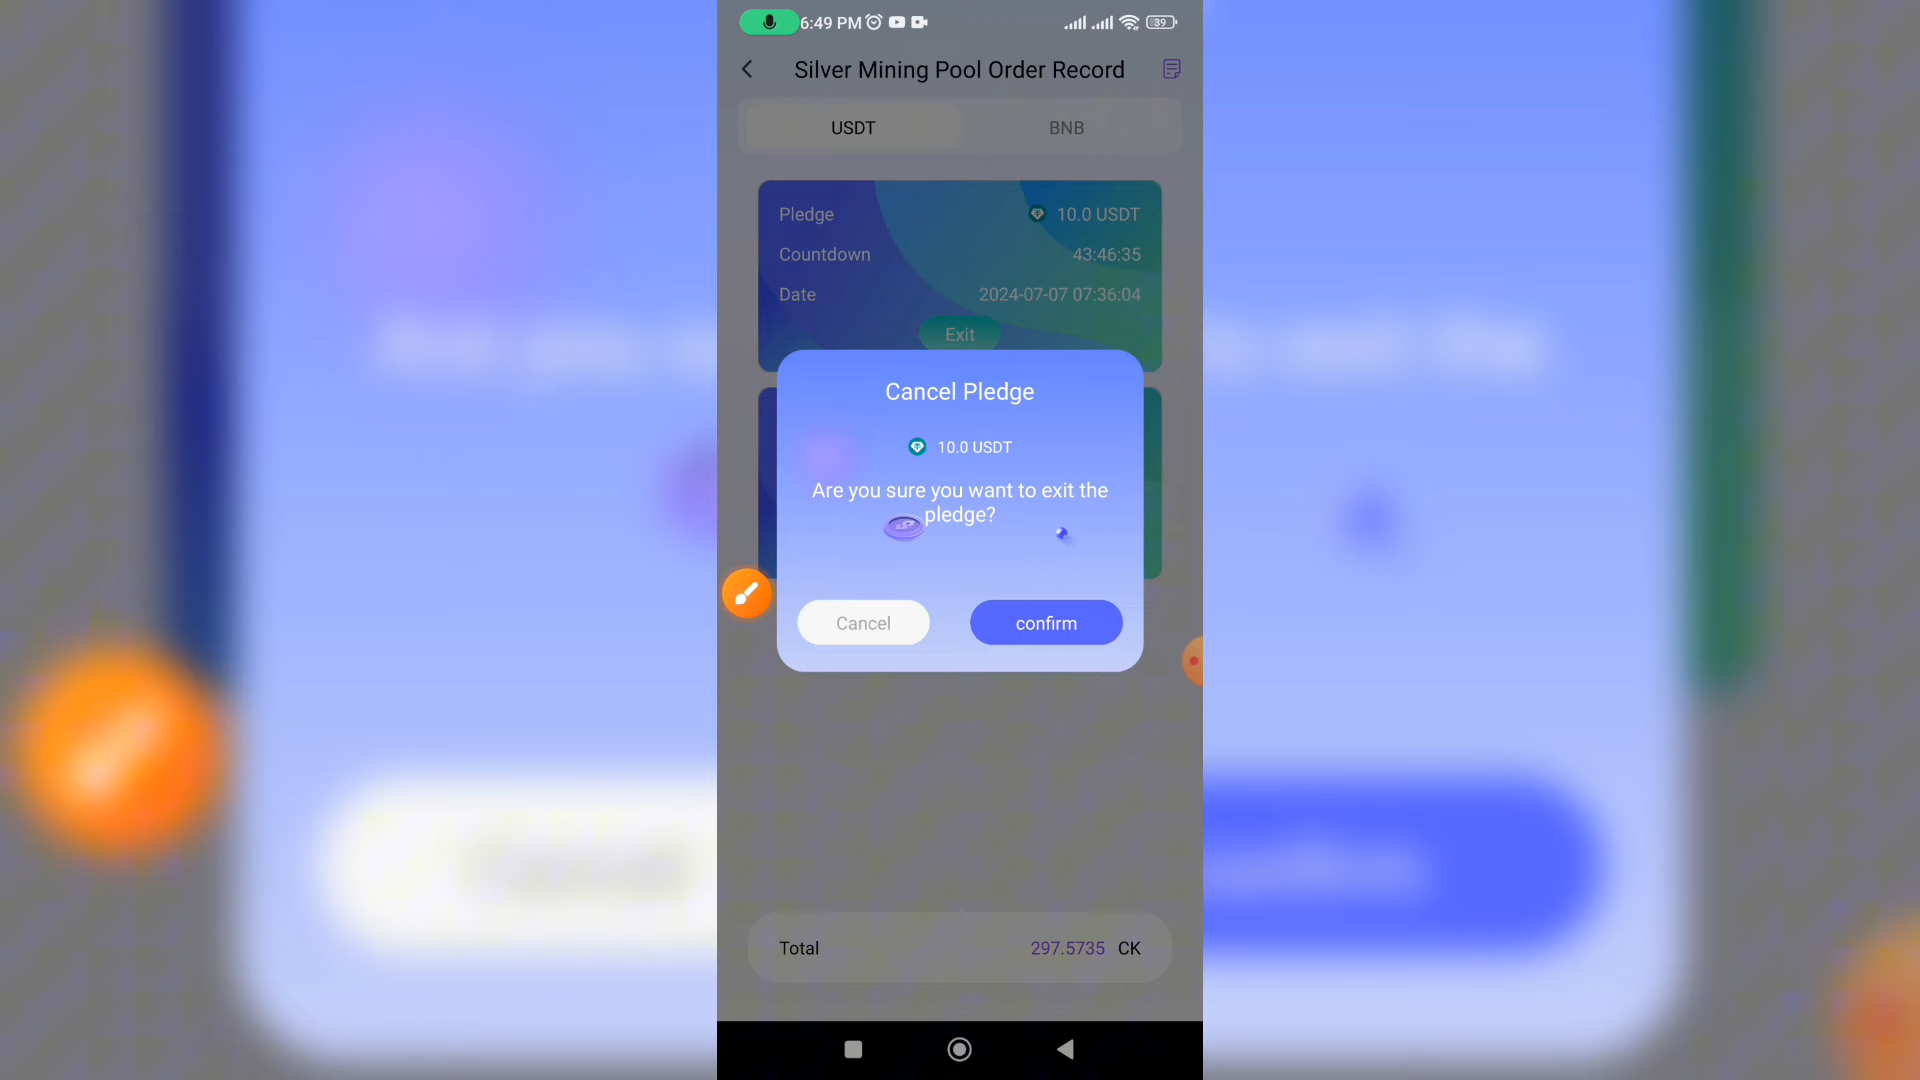 6:49 PM
39
Silver Mining Pool Order Record
USDT
BNB
Pledge
10.0 USDT
Countdown
43:46:35
Date
2024-07-07 07:36:04
Exit
Cancel Pledge
10.0 USDT
Are you sure you want to exit the
pledge?
Cancel
confirm
Total
297.5735 CK